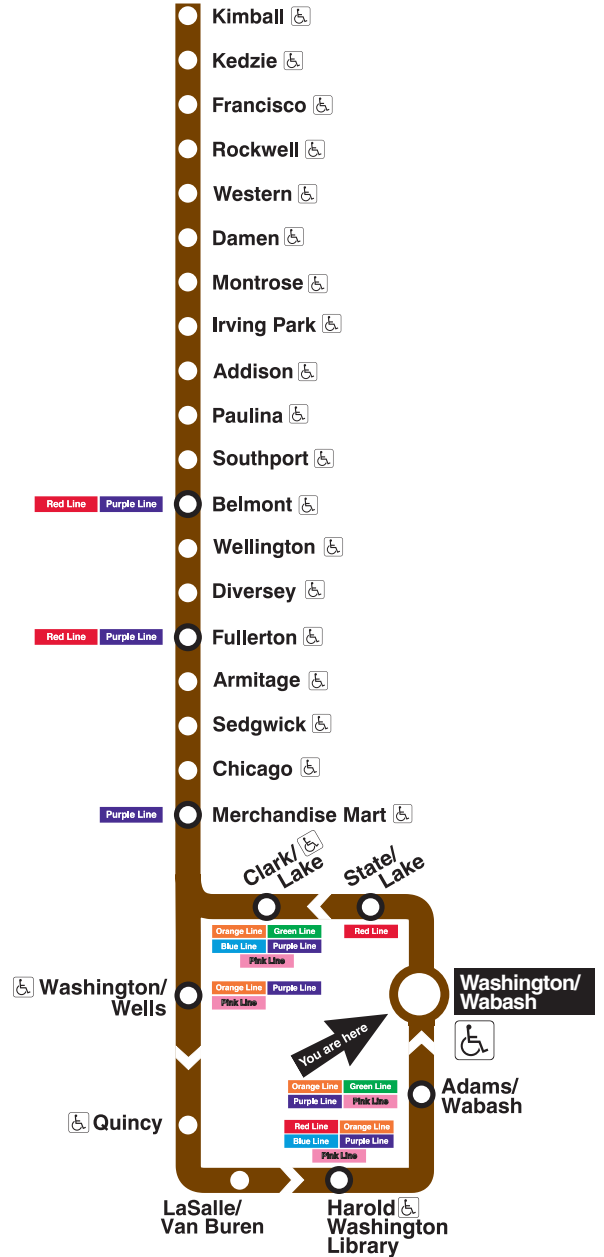 Kimball
Kedzie
Francisco
Rockwell
Western
Damen
Montrose
Irving Park
Addison
Paulina
Southport
Red Line Purple Line Belmont
Wellington
Diversey
Red Line Purple Line Fullerton
Armitage
Sedgwick
Chicago
Purple Line Merchandise Mart
Clark/
Lake
State/
Lake
Orange Line Green Line
Blue Line Purple Line
Pink Line
Red Line
Washington/
Wells
Orange Line Purple Line
Pink Line
Washington/
Wabash
You are here
Orange Line Green Line
Purple Line Pink Line
Adams/
Wabash
Quincy
Red Line Orange Line
Blue Line Purple Line
Pink Line
LaSalle/
Van Buren
Harold
Washington
Library